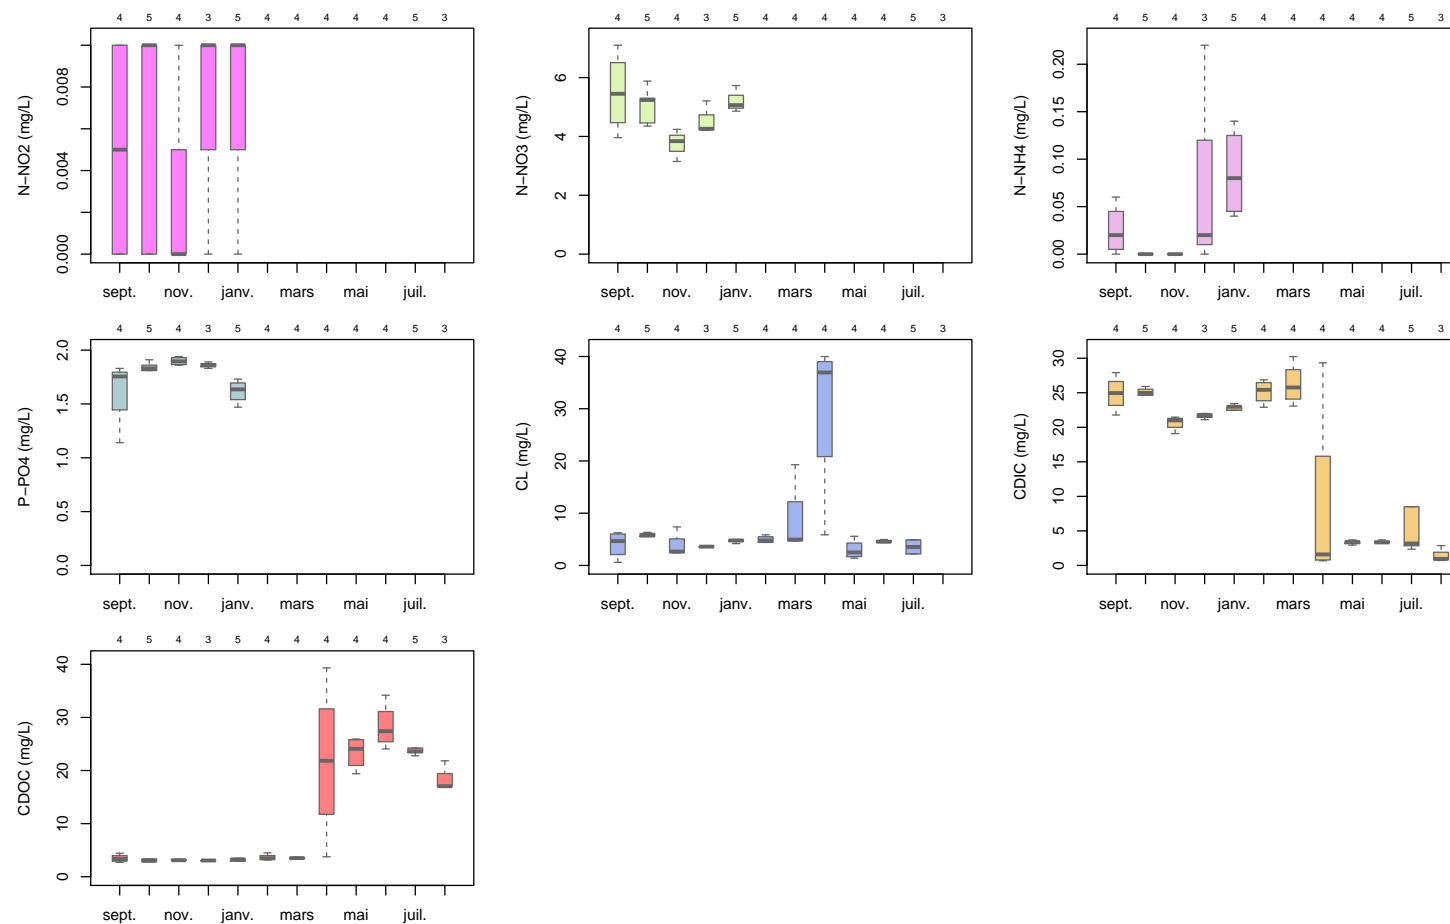 4 5 4 3 5 4 4 4 4 4 5 3
N−NO2 (mg/L)
0.000 0.004 0.008
sept. nov. janv. mars mai juil.
4 5 4 3 5 4 4 4 4 4 5 3
N−NO3 (mg/L)
0 2 4 6
sept. nov. janv. mars mai juil.
4 5 4 3 5 4 4 4 4 4 5 3
N−NH4 (mg/L)
0.00 0.05 0.10 0.15 0.20
sept. nov. janv. mars mai juil.
4 5 4 3 5 4 4 4 4 4 5 3
P−PO4 (mg/L)
0.0 0.5 1.0 1.5 2.0
sept. nov. janv. mars mai juil.
4 5 4 3 5 4 4 4 4 4 5 3
CL (mg/L)
0 10 20 30 40
sept. nov. janv. mars mai juil.
4 5 4 3 5 4 4 4 4 4 5 3
CDIC (mg/L)
0 5 10 15 20 25 30
sept. nov. janv. mars mai juil.
4 5 4 3 5 4 4 4 4 4 5 3
CDOC (mg/L)
0 10 20 30 40
sept. nov. janv. mars mai juil.